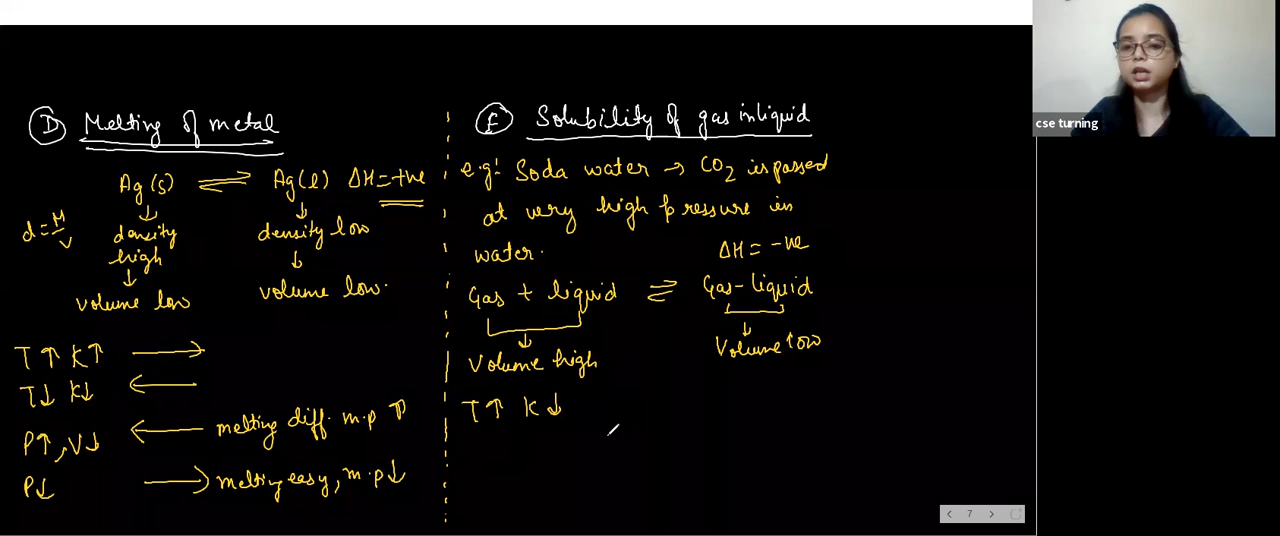 (D) Melting of metal
Ag(s) ⇌ Ag(l) ΔH=+ve
d=M/V
↓ density high ↓ density low
↓ volume low ↓ volume low.
T↑ K↑ →
T↓ K↓ ←
P↑, V↓ ← melting diff. m.p ↑
P↓ → melting easy, m.p↓
(E) Solubility of gas in liquid
e.g: Soda water → CO2 is passed
at very high pressure in
water.
ΔH = -ve
Gas + liquid ⇌ Gas-liquid
↓ Volume high ↓ Volume low
T↑ K↓
cse turning
< 7 >